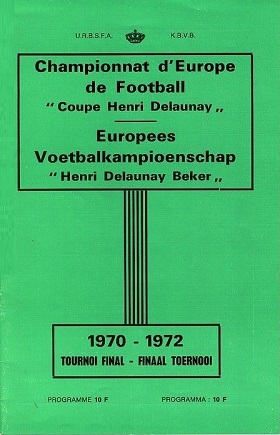 U.R.B.S.F.A. K.B.V.B.
Championnat d'Europe
de Football
" Coupe Henri Delaunay „
Europees
Voetbalkampioenschap
" Henri Delaunay Beker „
1970 - 1972
TOURNOI FINAL - FINAAL TOERNOOI
PROGRAMME 10 F PROGRAMMA : 10 F